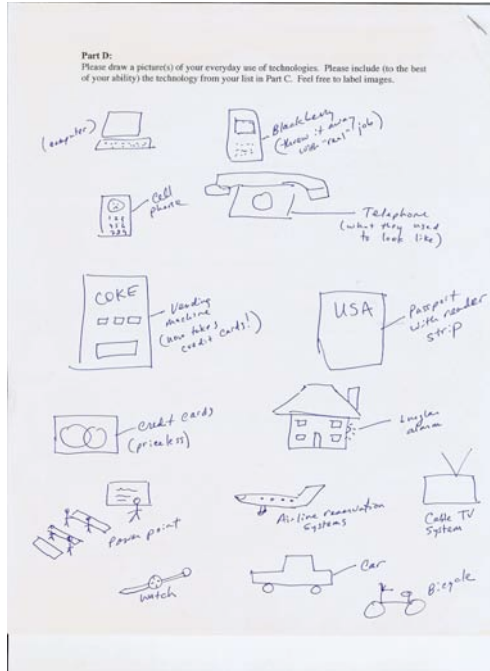 Part D:
Please draw a picture(s) of your everyday use of technologies. Please include (to the best
of your ability) the technology from your list in Part C. Feel free to label images.
(computer)
Blackberry
(threw it away
with "real" job)
Cell
phone
Telephone
(what they used
to look like)
COKE
Vending
machine
(now takes
credit cards!)
USA
Passport
with reader
strip
Credit cards
(priceless)
burglar
alarm
Power point
Airline reservation
Systems
Cable TV
System
watch
Car
Bicycle